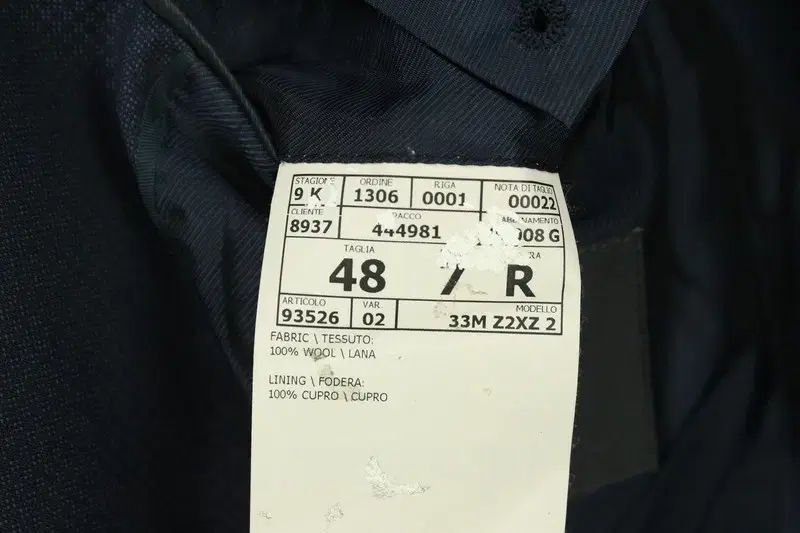 STAGIONE ORDINE RIGA NOTA DI TAGLIO
9 K 1306 0001 00022
CLIENTE
8937 444981 008 G
TAGLIA
48 7 R
ARTICOLO VAR. MODELLO
93526 02 33M Z2XZ 2
FABRIC \ TESSUTO:
100% WOOL \ LANA
LINING \ FODERA:
100% CUPRO \ CUPRO